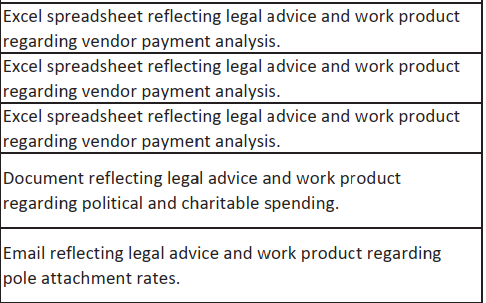 Excel spreadsheet reflecting legal advice and work product
regarding vendor payment analysis.
Excel spreadsheet reflecting legal advice and work product
regarding vendor payment analysis.
Excel spreadsheet reflecting legal advice and work product
regarding vendor payment analysis.
Document reflecting legal advice and work product
regarding political and charitable spending.
Email reflecting legal advice and work product regarding
pole attachment rates.